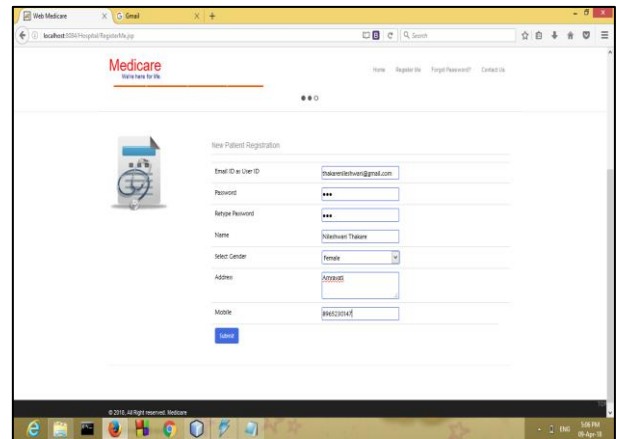 Web Medicare
Gmail
localhost:8084/Hospital/RegisterMe.jsp
Search
Medicare
We're here for life.
Home Register Me Forgot Password? Contact Us
New Patient Registration
Email ID as User ID thakarenileshwari@gmail.com
Password
Retype Password
Name Nileshwari Thakare
Select Gender female
Address Amravati
Mobile 8965230147
Submit
© 2018, All Right reserved. Medicare
ENG 5:06 PM
09-Apr-18